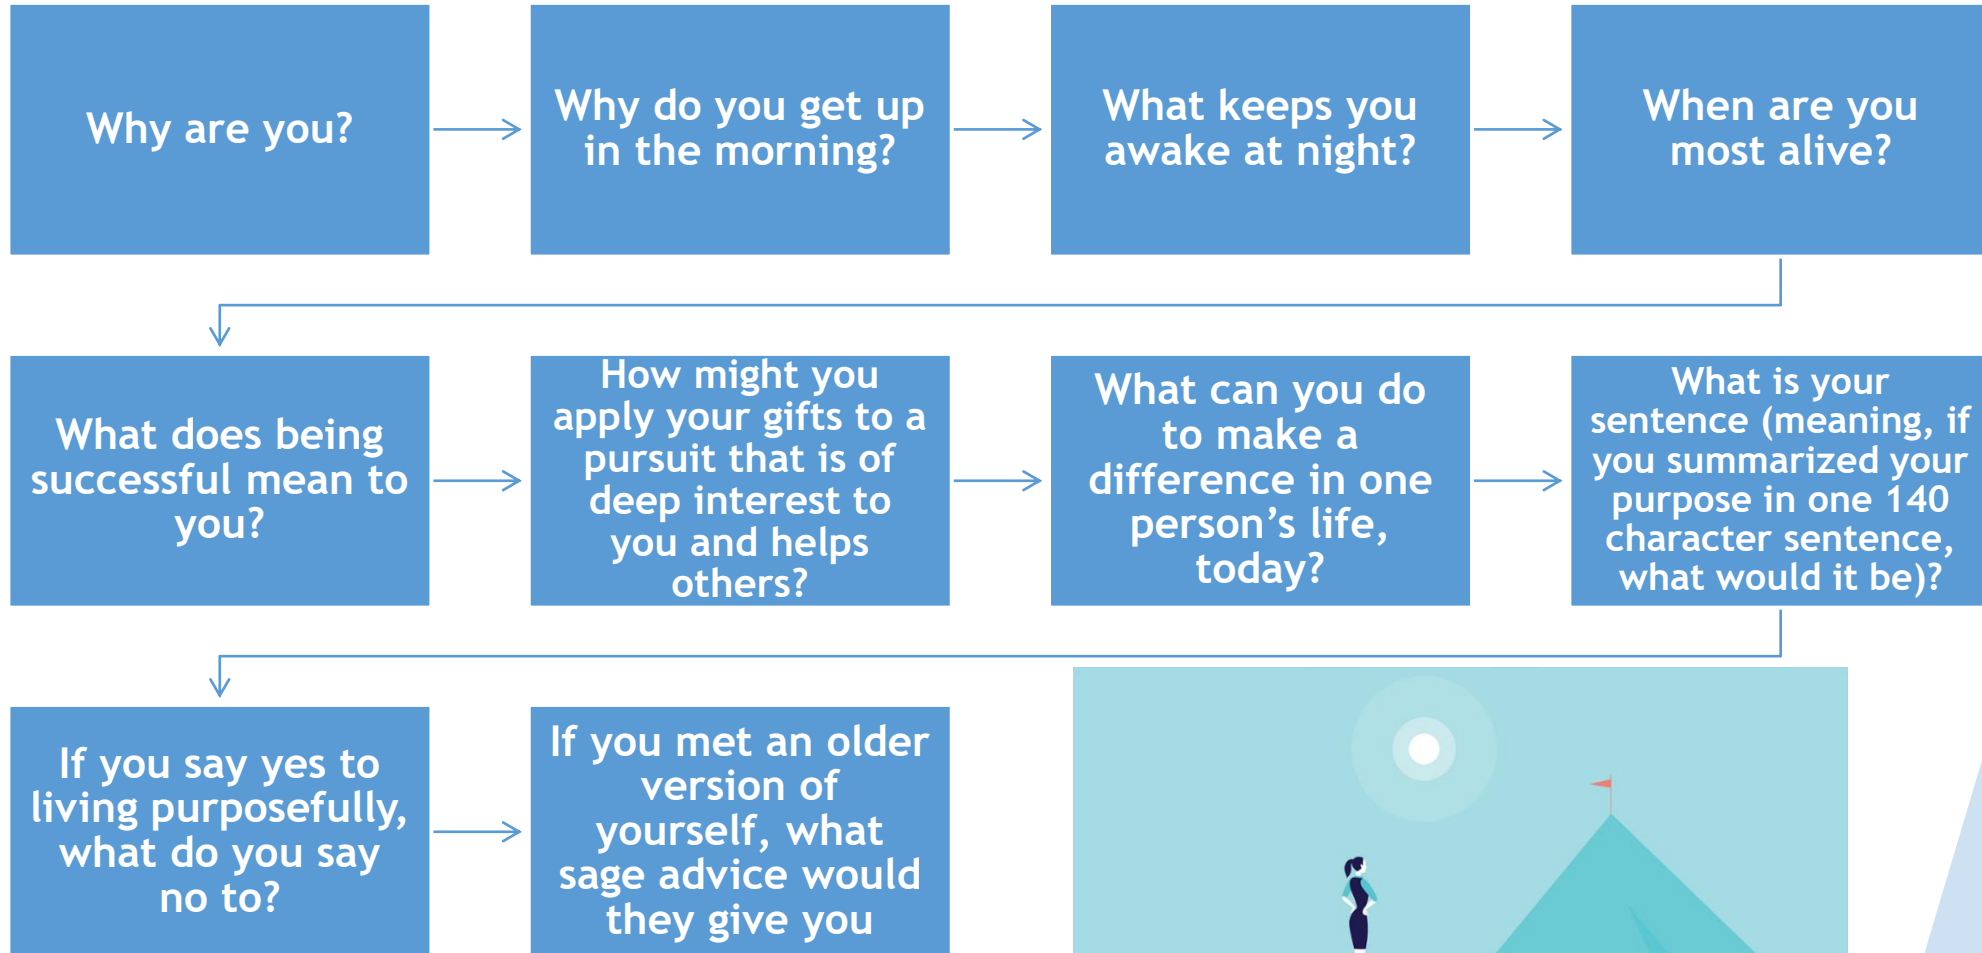 Why are you?
Why do you get up
in the morning?
What keeps you
awake at night?
When are you
most alive?
What does being
successful mean to
you?
How might you
apply your gifts to a
pursuit that is of
deep interest to
you and helps
others?
What can you do
to make a
difference in one
person’s life,
today?
What is your
sentence (meaning, if
you summarized your
purpose in one 140
character sentence,
what would it be)?
If you say yes to
living purposefully,
what do you say
no to?
If you met an older
version of
yourself, what
sage advice would
they give you